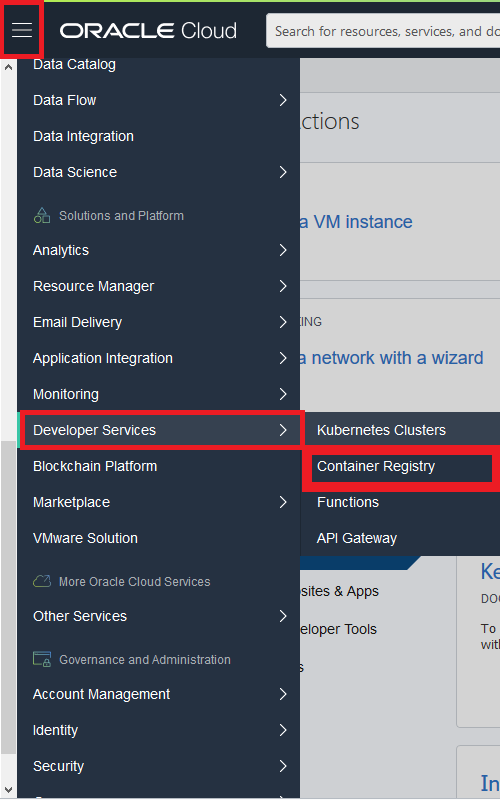 ORACLE Cloud
Search for resources, services, and do
Data Catalog
Data Flow
Data Integration
Data Science
Solutions and Platform
Analytics
Resource Manager
Email Delivery
Application Integration
Monitoring
Developer Services
Blockchain Platform
Marketplace
VMware Solution
More Oracle Cloud Services
Other Services
Governance and Administration
Account Management
Identity
Security
Kubernetes Clusters
Container Registry
Functions
API Gateway
ctions
a VM instance
KING
a network with a wizard
osites & Apps
eloper Tools
s
Ke
DOC
To
with
In